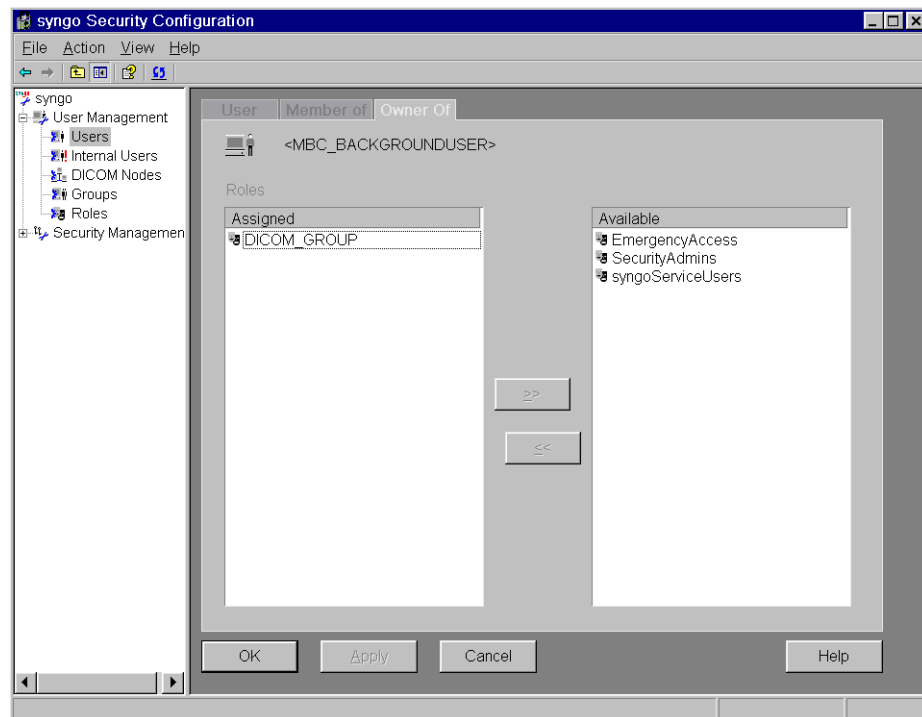 syngo Security Configuration
File Action View Help
syngo
User Management
Users
Internal Users
DICOM Nodes
Groups
Roles
Security Managemen
User Member of Owner Of
<MBC_BACKGROUNDUSER>
Roles
Assigned
DICOM_GROUP
Available
EmergencyAccess
SecurityAdmins
syngoServiceUsers
>>
<<
OK Apply Cancel Help